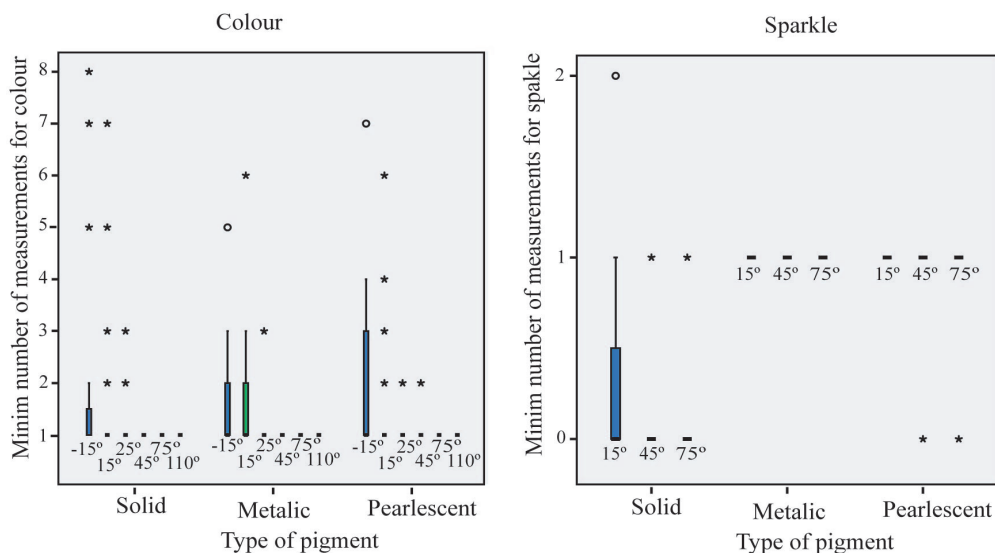 Colour
Minim number of measurements for colour
8
7
6
5
4
3
2
1
-15º 25º 75º
15º 45º 110º
-15º 25º 75º
15º 45º 110º
-15º 25º 75º
15º 45º 110º
Solid Metalic Pearlescent
Type of pigment
Sparkle
Minim number of measurements for spakle
2
1
0
15º 45º 75º
15º 45º 75º
15º 45º 75º
Solid Metalic Pearlescent
Type of pigment